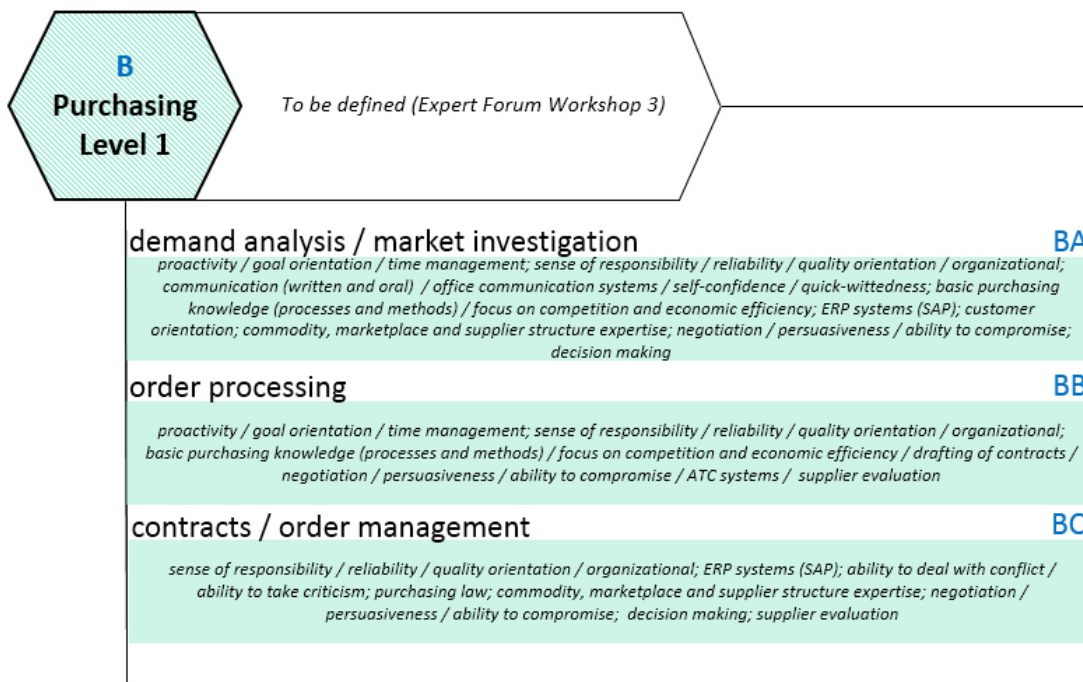 B
Purchasing
Level 1
To be defined (Expert Forum Workshop 3)
demand analysis / market investigation BA
proactivity / goal orientation / time management; sense of responsibility / reliability / quality orientation / organizational;
communication (written and oral) / office communication systems / self-confidence / quick-wittedness; basic purchasing
knowledge (processes and methods) / focus on competition and economic efficiency; ERP systems (SAP); customer
orientation; commodity, marketplace and supplier structure expertise; negotiation / persuasiveness / ability to compromise;
decision making
order processing BB
proactivity / goal orientation / time management; sense of responsibility / reliability / quality orientation / organizational;
basic purchasing knowledge (processes and methods) / focus on competition and economic efficiency / drafting of contracts /
negotiation / persuasiveness / ability to compromise / ATC systems / supplier evaluation
contracts / order management BC
sense of responsibility / reliability / quality orientation / organizational; ERP systems (SAP); ability to deal with conflict /
ability to take criticism; purchasing law; commodity, marketplace and supplier structure expertise; negotiation /
persuasiveness / ability to compromise; decision making; supplier evaluation